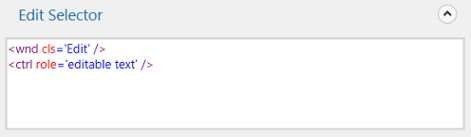 Edit Selector
<wnd cls='Edit' />
<ctrl role='editable text' />